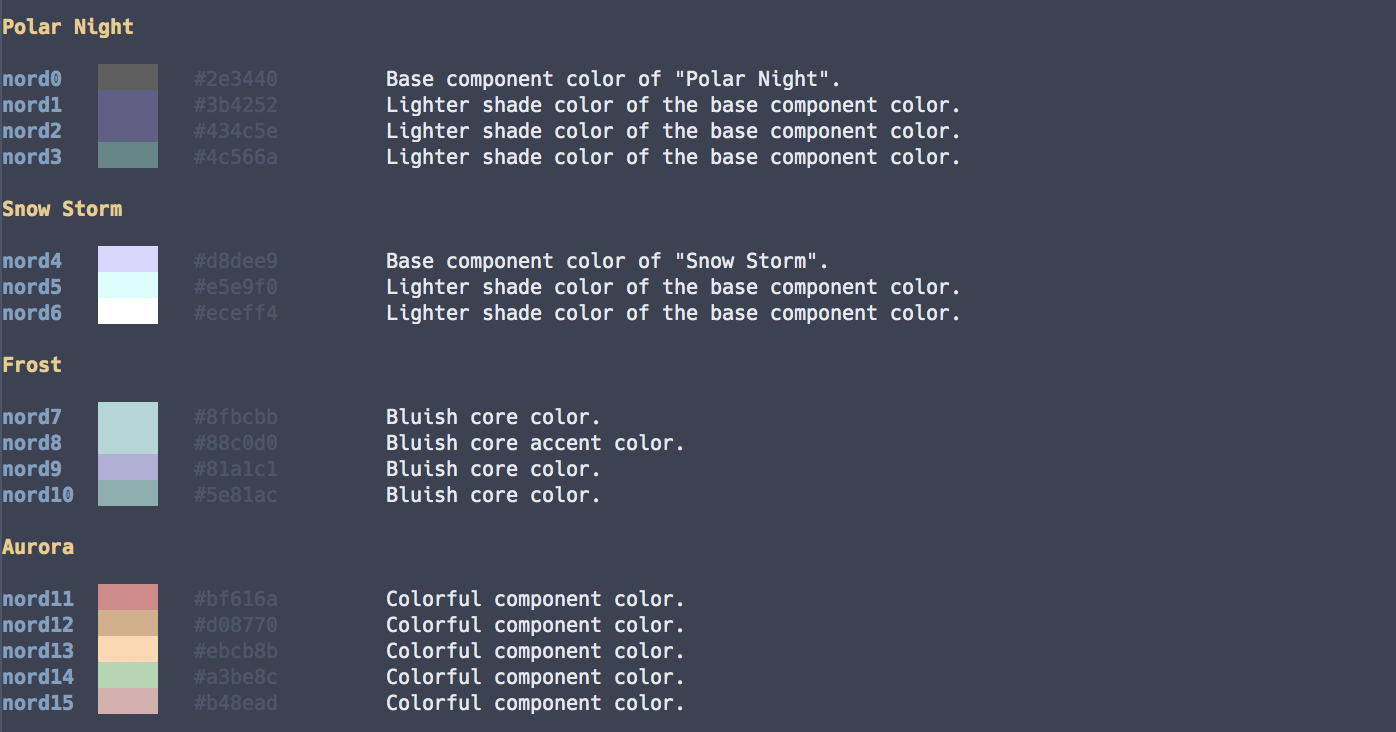 Polar Night
nord0 #2e3440 Base component color of "Polar Night".
nord1 #3b4252 Lighter shade color of the base component color.
nord2 #434c5e Lighter shade color of the base component color.
nord3 #4c566a Lighter shade color of the base component color.
Snow Storm
nord4 #d8dee9 Base component color of "Snow Storm".
nord5 #e5e9f0 Lighter shade color of the base component color.
nord6 #eceff4 Lighter shade color of the base component color.
Frost
nord7 #8fbcbb Bluish core color.
nord8 #88c0d0 Bluish core accent color.
nord9 #81a1c1 Bluish core color.
nord10 #5e81ac Bluish core color.
Aurora
nord11 #bf616a Colorful component color.
nord12 #d08770 Colorful component color.
nord13 #ebcb8b Colorful component color.
nord14 #a3be8c Colorful component color.
nord15 #b48ead Colorful component color.